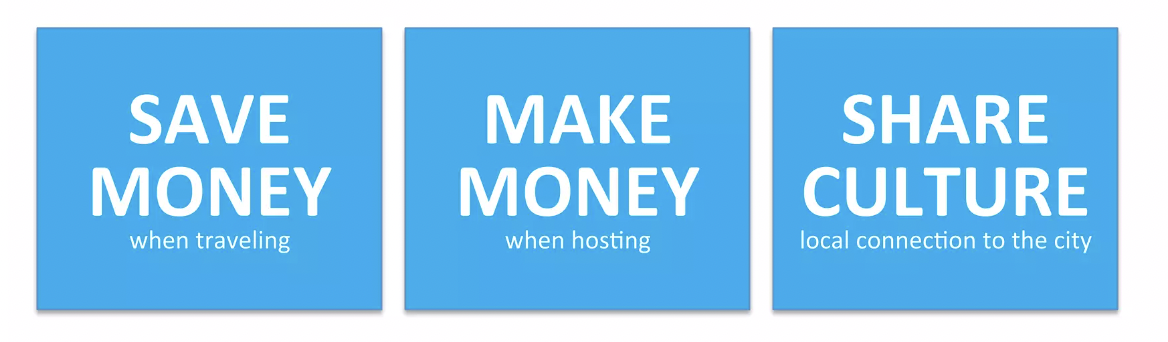 SAVE
MONEY
when traveling
MAKE
MONEY
when hosting
SHARE
CULTURE
local connection to the city